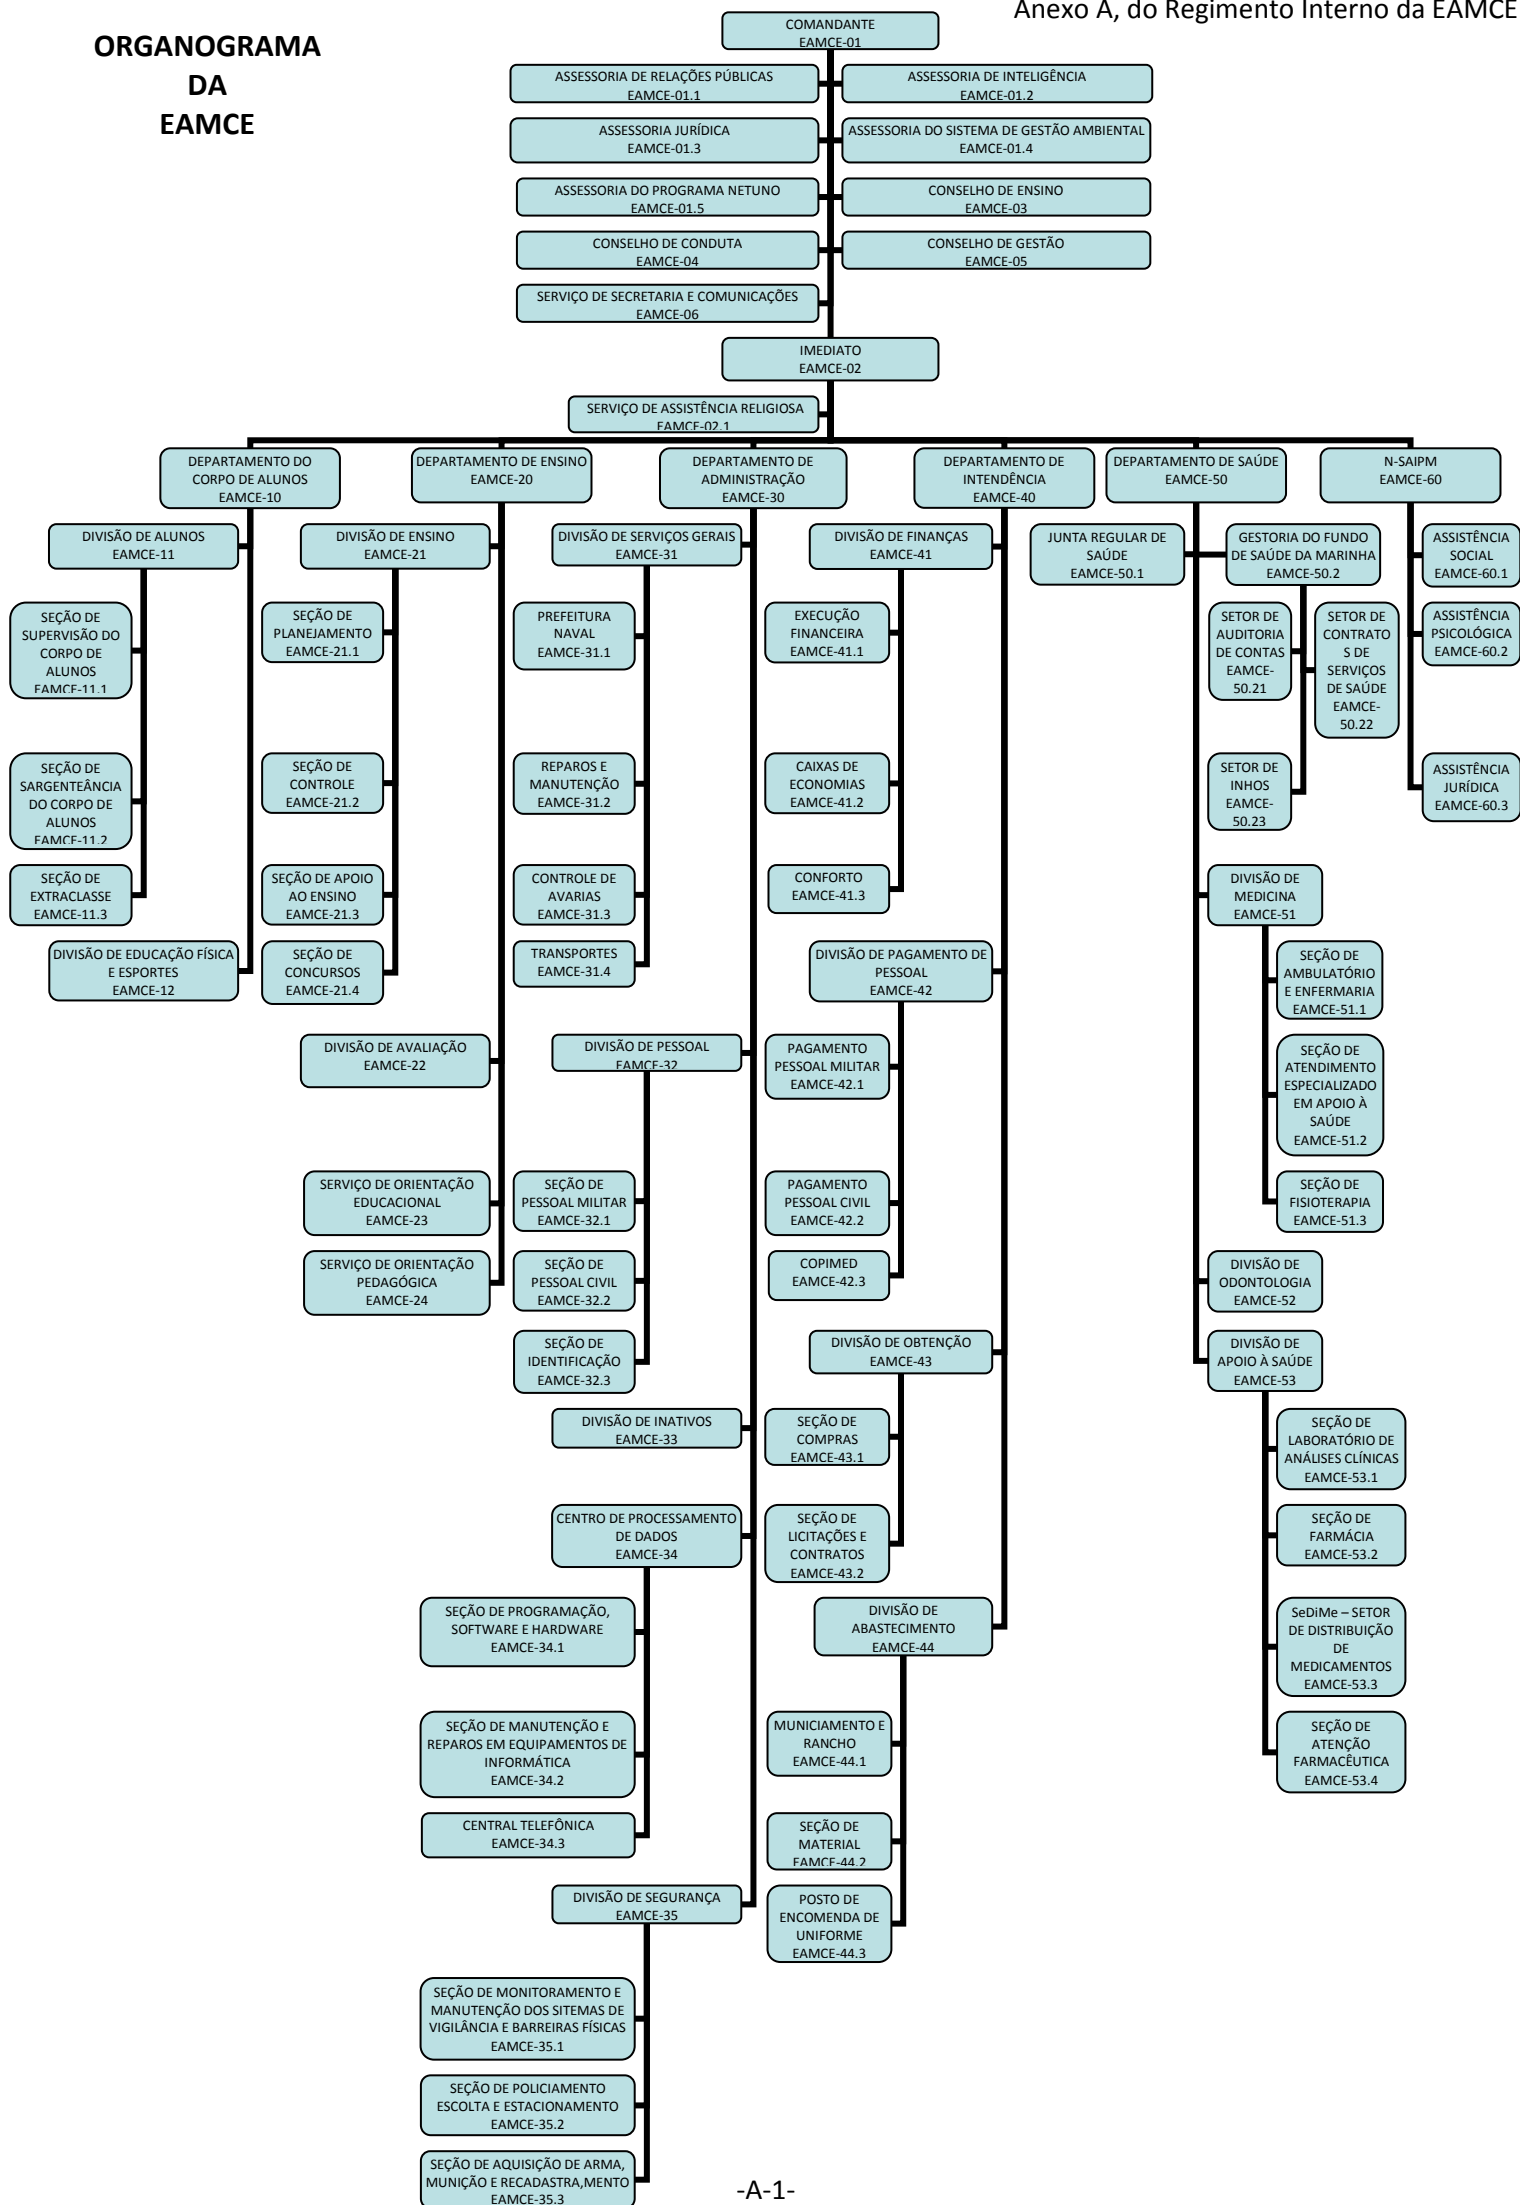 Anexo A, do Regimento Interno da EAMCE
ORGANOGRAMA
DA
EAMCE
COMANDANTE
EAMCE-01
ASSESSORIA DE RELAÇÕES PÚBLICAS
EAMCE-01.1
ASSESSORIA DE INTELIGÊNCIA
EAMCE-01.2
ASSESSORIA JURÍDICA
EAMCE-01.3
ASSESSORIA DO SISTEMA DE GESTÃO AMBIENTAL
EAMCE-01.4
ASSESSORIA DO PROGRAMA NETUNO
EAMCE-01.5
CONSELHO DE ENSINO
EAMCE-03
CONSELHO DE CONDUTA
EAMCE-04
CONSELHO DE GESTÃO
EAMCE-05
SERVIÇO DE SECRETARIA E COMUNICAÇÕES
EAMCE-06
IMEDIATO
EAMCE-02
SERVIÇO DE ASSISTÊNCIA RELIGIOSA
EAMCE-02.1
DEPARTAMENTO DO
CORPO DE ALUNOS
EAMCE-10
DEPARTAMENTO DE ENSINO
EAMCE-20
DEPARTAMENTO DE
ADMINISTRAÇÃO
EAMCE-30
DEPARTAMENTO DE
INTENDÊNCIA
EAMCE-40
DEPARTAMENTO DE SAÚDE
EAMCE-50
N-SAIPM
EAMCE-60
DIVISÃO DE ALUNOS
EAMCE-11
DIVISÃO DE ENSINO
EAMCE-21
DIVISÃO DE SERVIÇOS GERAIS
EAMCE-31
DIVISÃO DE FINANÇAS
EAMCE-41
JUNTA REGULAR DE
SAÚDE
EAMCE-50.1
GESTORIA DO FUNDO
DE SAÚDE DA MARINHA
EAMCE-50.2
ASSISTÊNCIA
SOCIAL
EAMCE-60.1
SEÇÃO DE
SUPERVISÃO DO
CORPO DE
ALUNOS
EAMCE-11.1
SEÇÃO DE
PLANEJAMENTO
EAMCE-21.1
PREFEITURA
NAVAL
EAMCE-31.1
EXECUÇÃO
FINANCEIRA
EAMCE-41.1
SETOR DE
AUDITORIA
DE CONTAS
EAMCE-
50.21
SETOR DE
CONTRATO
S DE
SERVIÇOS
DE SAÚDE
EAMCE-
50.22
ASSISTÊNCIA
PSICOLÓGICA
EAMCE-60.2
SEÇÃO DE
SARGENTEÂNCIA
DO CORPO DE
ALUNOS
EAMCE-11.2
SEÇÃO DE
CONTROLE
EAMCE-21.2
REPAROS E
MANUTENÇÃO
EAMCE-31.2
CAIXAS DE
ECONOMIAS
EAMCE-41.2
SETOR DE
INHOS
EAMCE-
50.23
ASSISTÊNCIA
JURÍDICA
EAMCE-60.3
SEÇÃO DE
EXTRACLASSE
EAMCE-11.3
SEÇÃO DE APOIO
AO ENSINO
EAMCE-21.3
CONTROLE DE
AVARIAS
EAMCE-31.3
CONFORTO
EAMCE-41.3
DIVISÃO DE
MEDICINA
EAMCE-51
DIVISÃO DE EDUCAÇÃO FÍSICA
E ESPORTES
EAMCE-12
SEÇÃO DE
CONCURSOS
EAMCE-21.4
TRANSPORTES
EAMCE-31.4
DIVISÃO DE PAGAMENTO DE
PESSOAL
EAMCE-42
SEÇÃO DE
AMBULATÓRIO
E ENFERMARIA
EAMCE-51.1
DIVISÃO DE AVALIAÇÃO
EAMCE-22
DIVISÃO DE PESSOAL
EAMCE-32
PAGAMENTO
PESSOAL MILITAR
EAMCE-42.1
SEÇÃO DE
ATENDIMENTO
ESPECIALIZADO
EM APOIO À
SAÚDE
EAMCE-51.2
SERVIÇO DE ORIENTAÇÃO
EDUCACIONAL
EAMCE-23
SEÇÃO DE
PESSOAL MILITAR
EAMCE-32.1
PAGAMENTO
PESSOAL CIVIL
EAMCE-42.2
SEÇÃO DE
FISIOTERAPIA
EAMCE-51.3
SERVIÇO DE ORIENTAÇÃO
PEDAGÓGICA
EAMCE-24
SEÇÃO DE
PESSOAL CIVIL
EAMCE-32.2
COPIMED
EAMCE-42.3
DIVISÃO DE
ODONTOLOGIA
EAMCE-52
SEÇÃO DE
IDENTIFICAÇÃO
EAMCE-32.3
DIVISÃO DE OBTENÇÃO
EAMCE-43
DIVISÃO DE
APOIO À SAÚDE
EAMCE-53
DIVISÃO DE INATIVOS
EAMCE-33
SEÇÃO DE
COMPRAS
EAMCE-43.1
SEÇÃO DE
LABORATÓRIO DE
ANÁLISES CLÍNICAS
EAMCE-53.1
CENTRO DE PROCESSAMENTO
DE DADOS
EAMCE-34
SEÇÃO DE
LICITAÇÕES E
CONTRATOS
EAMCE-43.2
SEÇÃO DE
FARMÁCIA
EAMCE-53.2
SEÇÃO DE PROGRAMAÇÃO,
SOFTWARE E HARDWARE
EAMCE-34.1
DIVISÃO DE
ABASTECIMENTO
EAMCE-44
SeDiMe – SETOR
DE DISTRIBUIÇÃO
DE
MEDICAMENTOS
EAMCE-53.3
SEÇÃO DE MANUTENÇÃO E
REPAROS EM EQUIPAMENTOS DE
INFORMÁTICA
EAMCE-34.2
MUNICIAMENTO E
RANCHO
EAMCE-44.1
SEÇÃO DE
ATENÇÃO
FARMACÊUTICA
EAMCE-53.4
CENTRAL TELEFÔNICA
EAMCE-34.3
SEÇÃO DE
MATERIAL
EAMCE-44.2
DIVISÃO DE SEGURANÇA
EAMCE-35
POSTO DE
ENCOMENDA DE
UNIFORME
EAMCE-44.3
SEÇÃO DE MONITORAMENTO E
MANUTENÇÃO DOS SITEMAS DE
VIGILÂNCIA E BARREIRAS FÍSICAS
EAMCE-35.1
SEÇÃO DE POLICIAMENTO
ESCOLTA E ESTACIONAMENTO
EAMCE-35.2
SEÇÃO DE AQUISIÇÃO DE ARMA,
MUNIÇÃO E RECADASTRA,MENTO
EAMCE-35.3
-A-1-